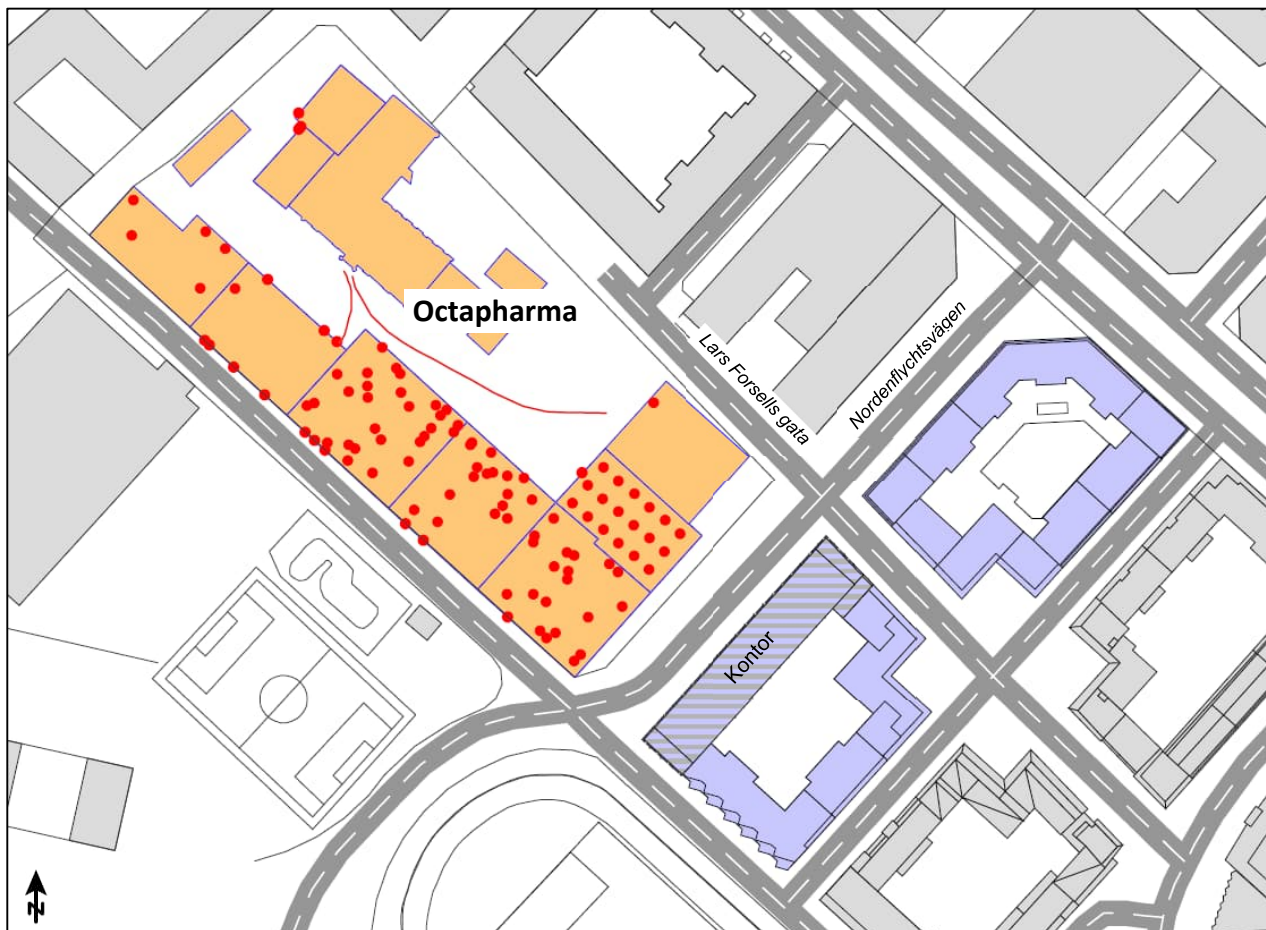 Octapharma
Lars Forsells gata
Nordenflychtsvägen
Kontor
N